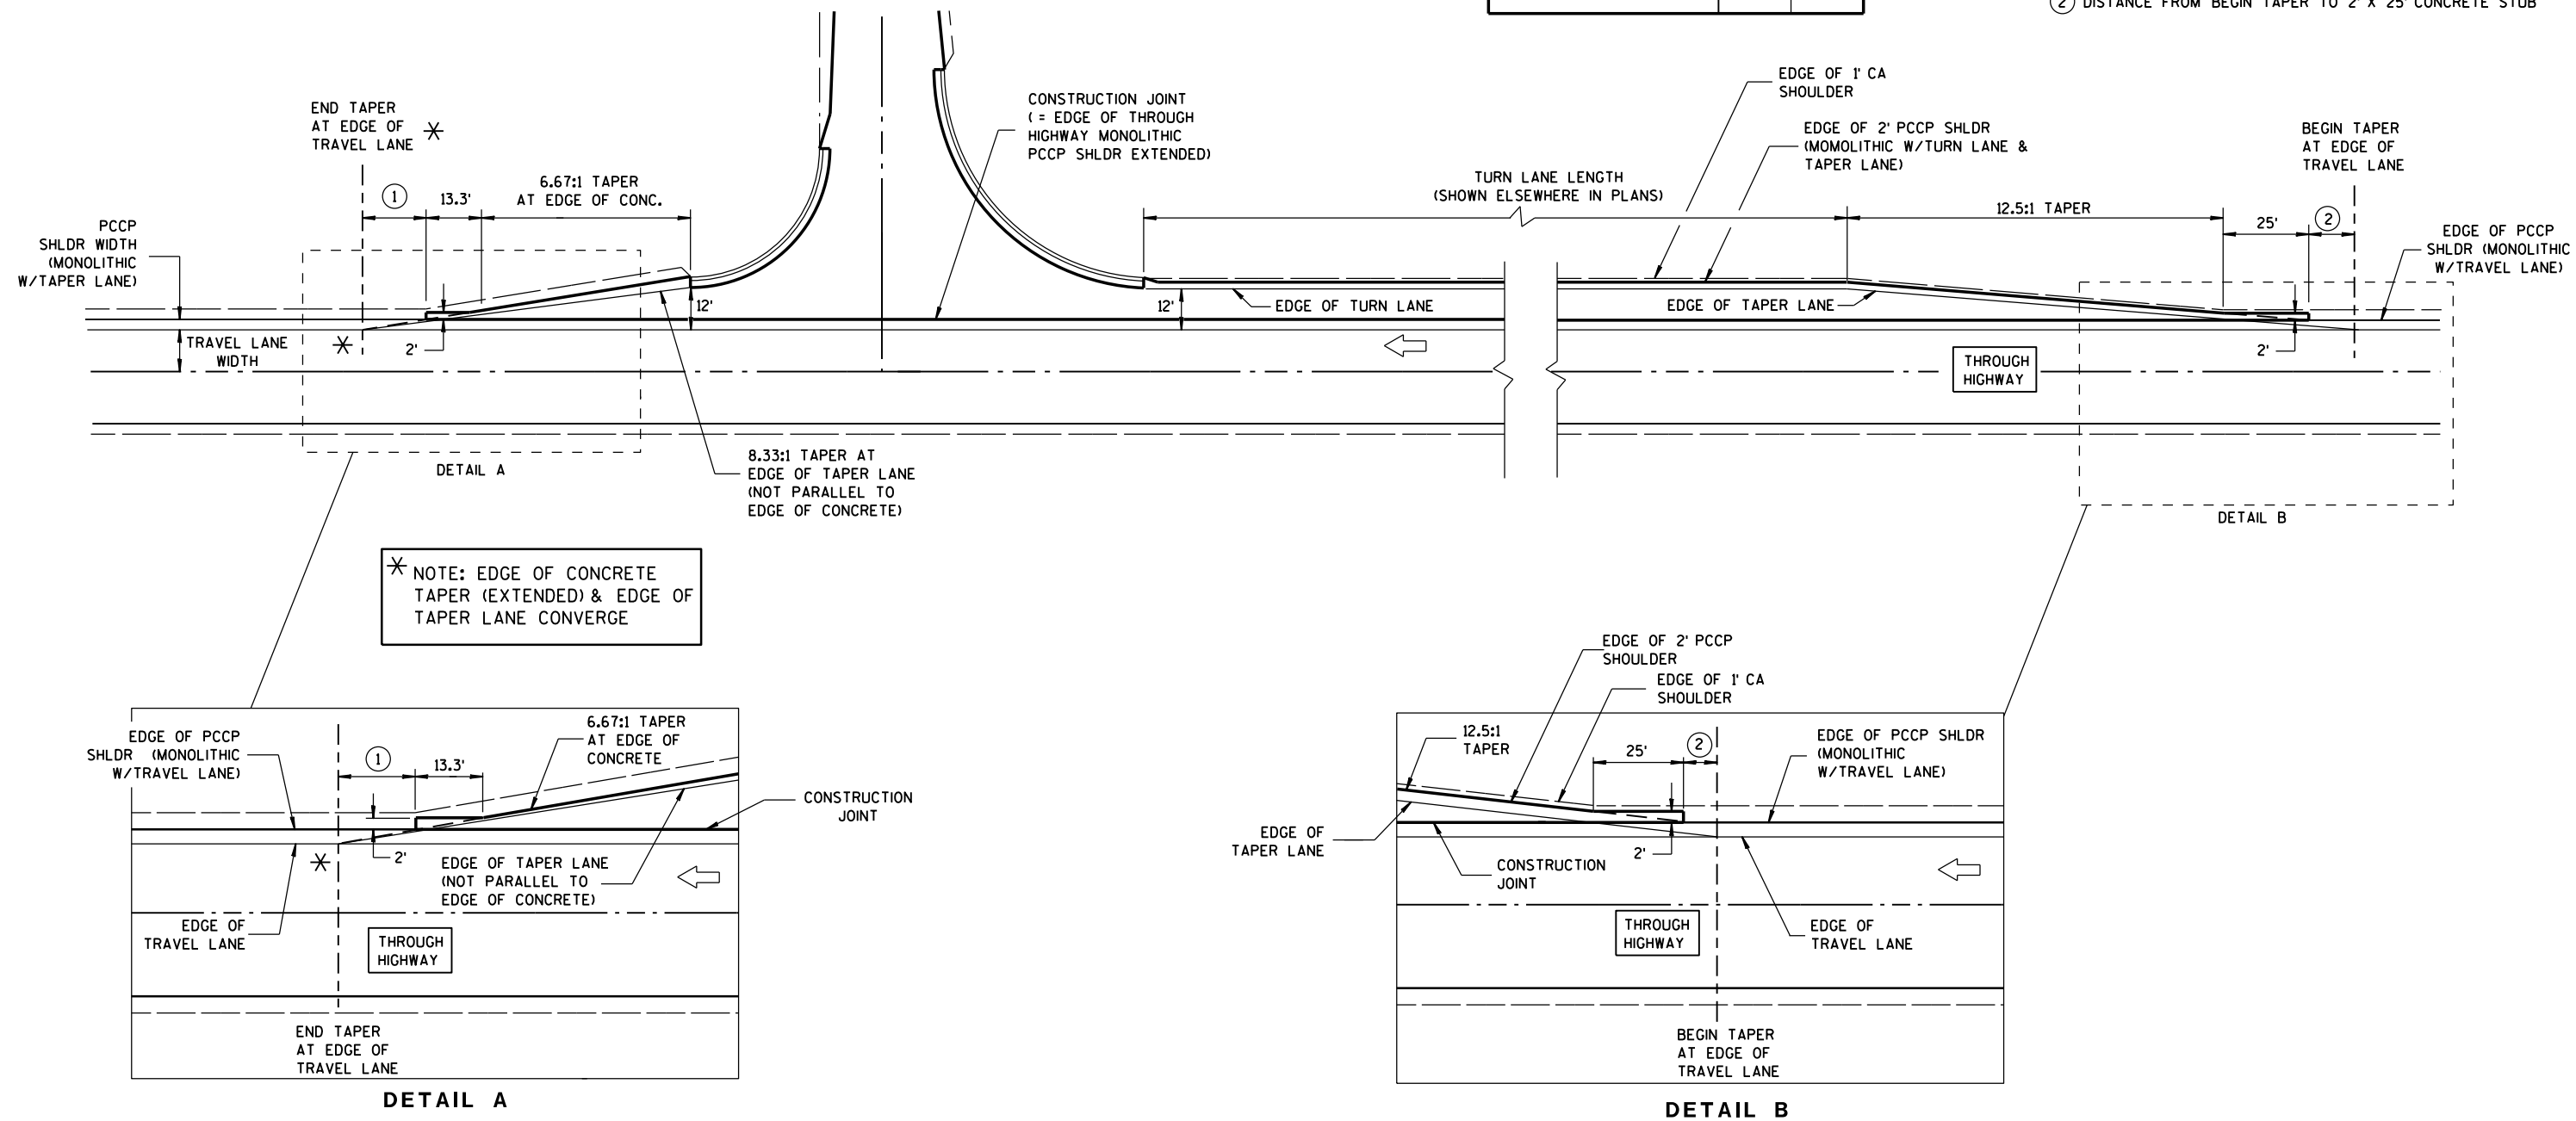 2 DISTANCE FROM BEGIN TAPER TO 2' X 25' CONCRETE STUB
END TAPER
AT EDGE OF
TRAVEL LANE *
CONSTRUCTION JOINT
( = EDGE OF THROUGH
HIGHWAY MONOLITHIC
PCCP SHLDR EXTENDED)
EDGE OF 1' CA
SHOULDER
EDGE OF 2' PCCP SHLDR
(MOMOLITHIC W/TURN LANE &
TAPER LANE)
BEGIN TAPER
AT EDGE OF
TRAVEL LANE
1
13.3'
6.67:1 TAPER
AT EDGE OF CONC.
TURN LANE LENGTH
(SHOWN ELSEWHERE IN PLANS)
12.5:1 TAPER
25'
2
PCCP
SHLDR WIDTH
(MONOLITHIC
W/TAPER LANE)
EDGE OF PCCP
SHLDR (MONOLITHIC
W/TRAVEL LANE)
12'
12'
EDGE OF TURN LANE
EDGE OF TAPER LANE
* TRAVEL LANE
WIDTH
2'
2'
THROUGH
HIGHWAY
DETAIL A
8.33:1 TAPER AT
EDGE OF TAPER LANE
(NOT PARALLEL TO
EDGE OF CONCRETE)
DETAIL B
* NOTE: EDGE OF CONCRETE
TAPER (EXTENDED) & EDGE OF
TAPER LANE CONVERGE
EDGE OF PCCP
SHLDR (MONOLITHIC
W/TRAVEL LANE)
1
13.3'
6.67:1 TAPER
AT EDGE OF
CONCRETE
CONSTRUCTION
JOINT
*
2'
EDGE OF TAPER LANE
(NOT PARALLEL TO
EDGE OF CONCRETE)
EDGE OF
TRAVEL LANE
THROUGH
HIGHWAY
END TAPER
AT EDGE OF
TRAVEL LANE
DETAIL A
EDGE OF 2' PCCP
SHOULDER
EDGE OF 1' CA
SHOULDER
12.5:1
TAPER
25'
2
EDGE OF PCCP SHLDR
(MONOLITHIC
W/TRAVEL LANE)
EDGE OF
TAPER LANE
2'
CONSTRUCTION
JOINT
THROUGH
HIGHWAY
EDGE OF
TRAVEL LANE
BEGIN TAPER
AT EDGE OF
TRAVEL LANE
DETAIL B